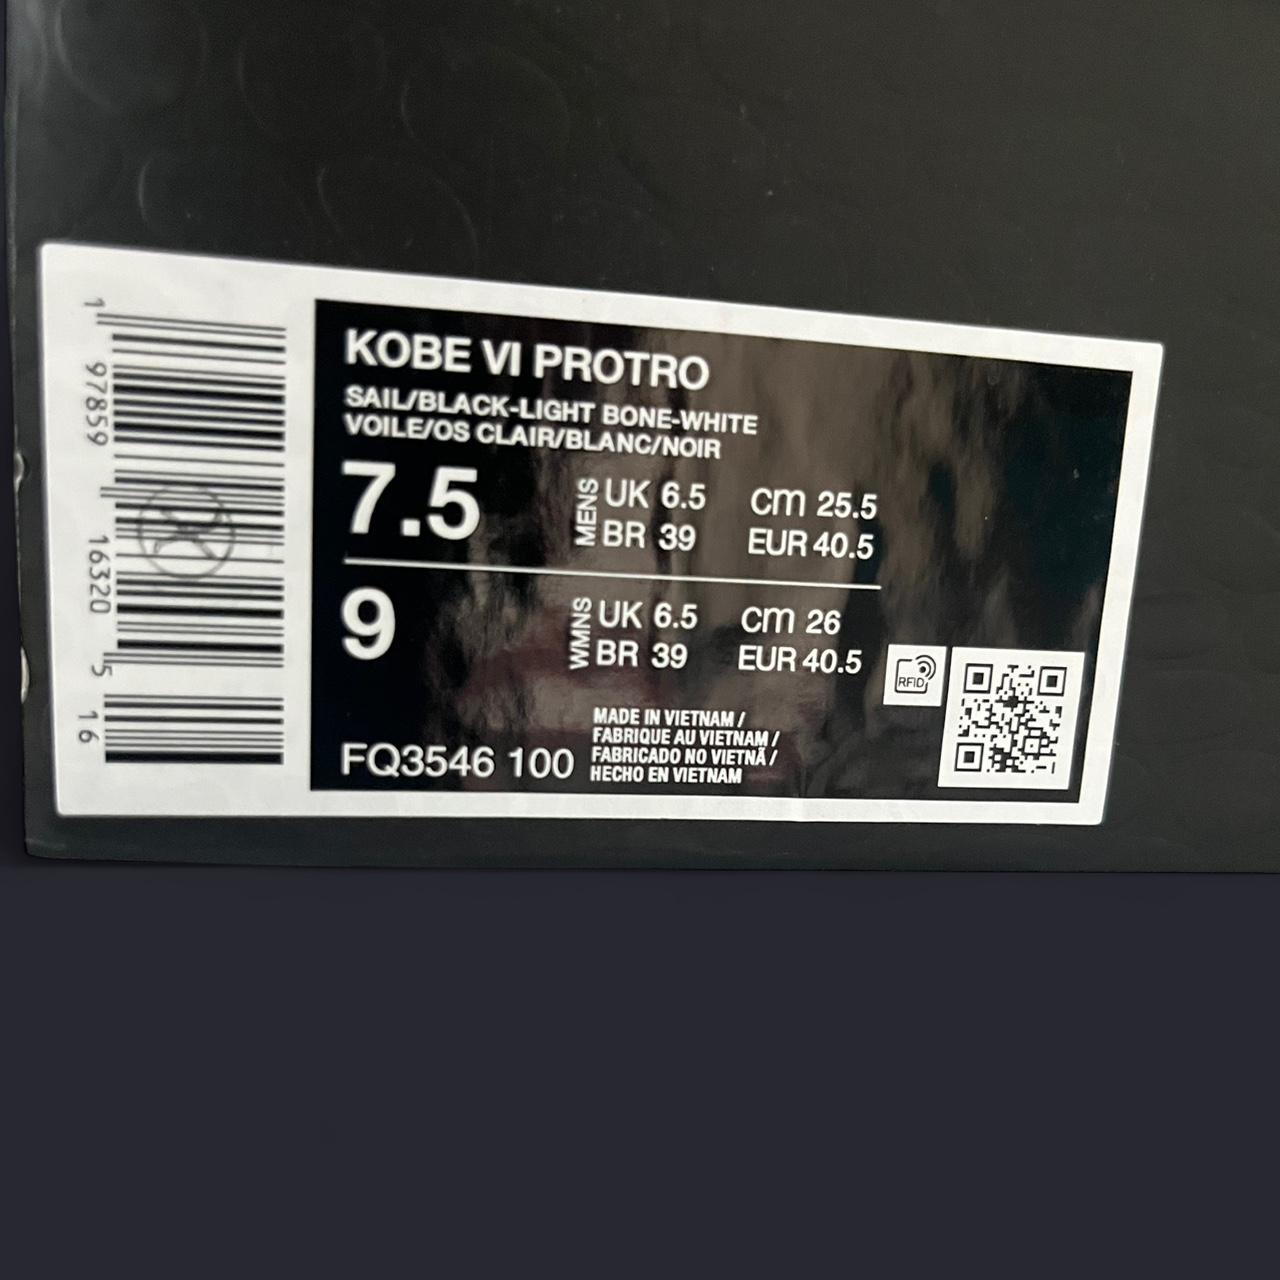 KOBE VI PROTRO
SAIL/BLACK-LIGHT BONE-WHITE
VOILE/OS CLAIR/BLANC/NOIR
7.5
MENS
UK 6.5 cm 25.5
BR 39 EUR 40.5
9
WMNS
UK 6.5 cm 26
BR 39 EUR 40.5
RFID
FQ3546 100
MADE IN VIETNAM /
FABRIQUE AU VIETNAM /
FABRICADO NO VIETNÃ /
HECHO EN VIETNAM
1 97859 16320 5 16